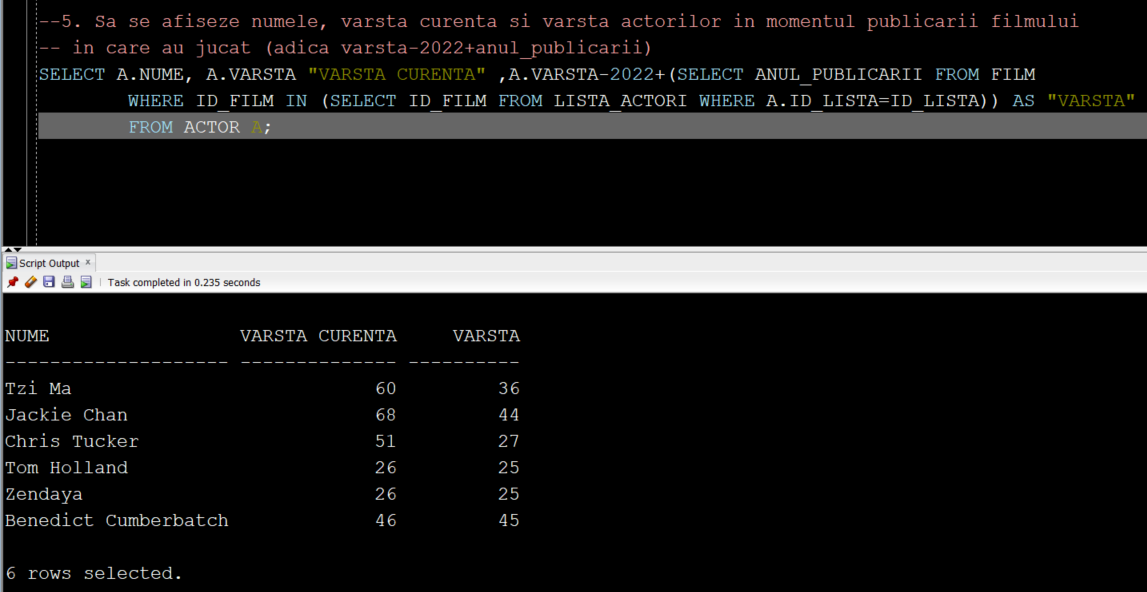 --5. Sa se afiseze numele, varsta curenta si varsta actorilor in momentul publicarii filmului
-- in care au jucat (adica varsta-2022+anul_publicarii)
SELECT A.NUME, A.VARSTA "VARSTA CURENTA" ,A.VARSTA-2022+(SELECT ANUL_PUBLICARII FROM FILM
WHERE ID_FILM IN (SELECT ID_FILM FROM LISTA_ACTORI WHERE A.ID_LISTA=ID_LISTA)) AS "VARSTA"
FROM ACTOR A;
Script Output x
Task completed in 0.235 seconds
NUME VARSTA CURENTA VARSTA
-------------------- -------------- ----------
Tzi Ma 60 36
Jackie Chan 68 44
Chris Tucker 51 27
Tom Holland 26 25
Zendaya 26 25
Benedict Cumberbatch 46 45
6 rows selected.